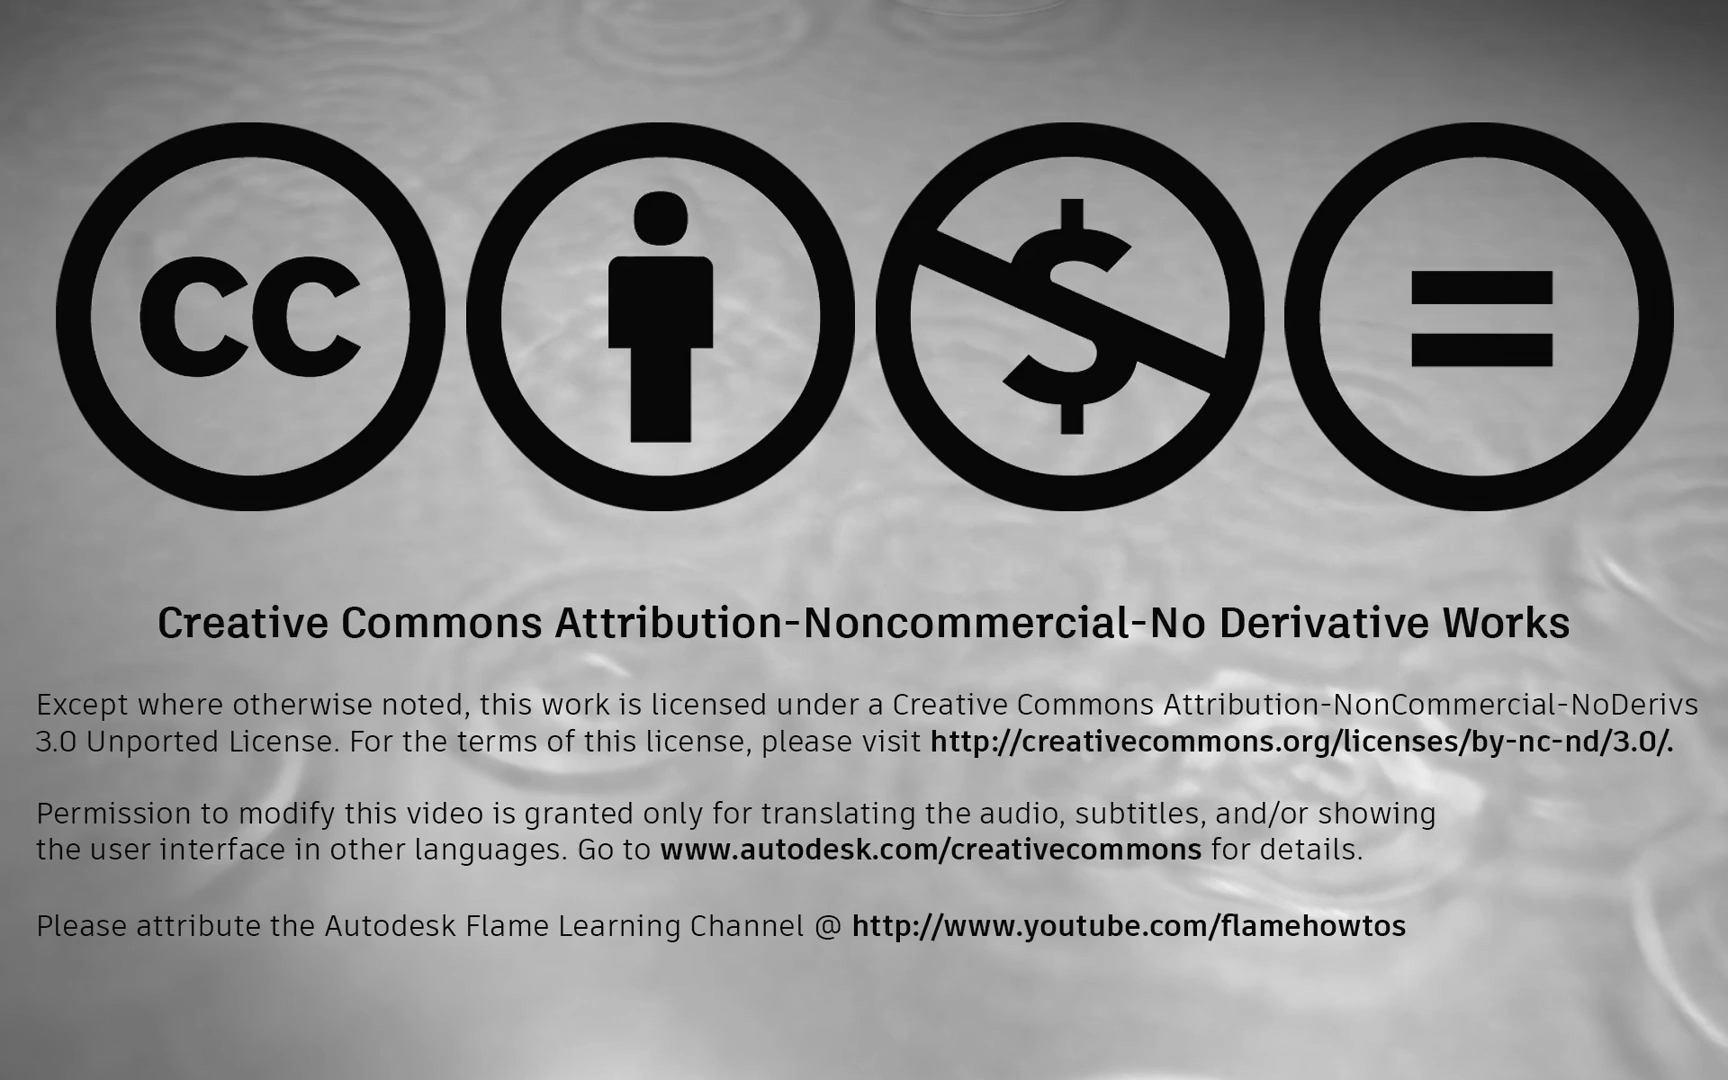 cc
$
=
Creative Commons Attribution-Noncommercial-No Derivative Works
Except where otherwise noted, this work is licensed under a Creative Commons Attribution-NonCommercial-NoDerivs
3.0 Unported License. For the terms of this license, please visit http://creativecommons.org/licenses/by-nc-nd/3.0/.
Permission to modify this video is granted only for translating the audio, subtitles, and/or showing
the user interface in other languages. Go to www.autodesk.com/creativecommons for details.
Please attribute the Autodesk Flame Learning Channel @ http://www.youtube.com/flamehowtos